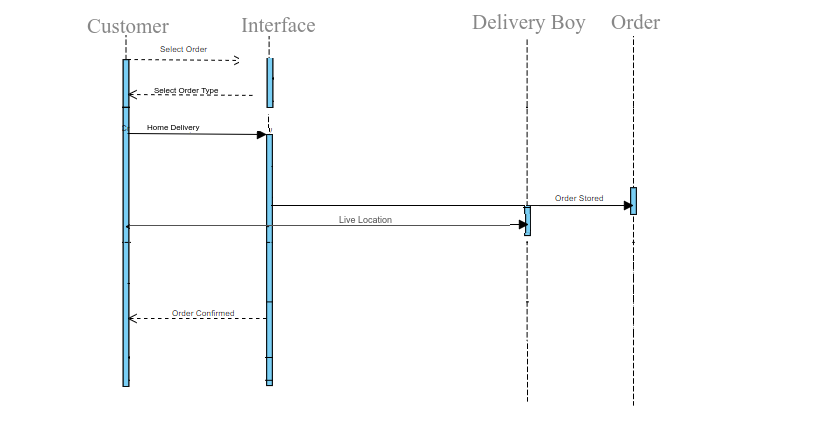 Customer
Interface
Delivery Boy
Order
Select Order
Select Order Type
Home Delivery
Order Stored
Live Location
Order Confirmed